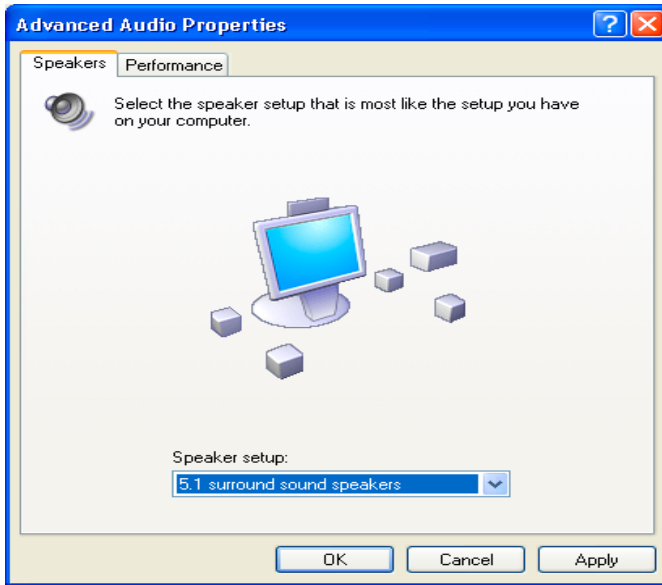 Advanced Audio Properties
Speakers
Performance
Select the speaker setup that is most like the setup you have
on your computer.
Speaker setup:
5.1 surround sound speakers
OK
Cancel
Apply